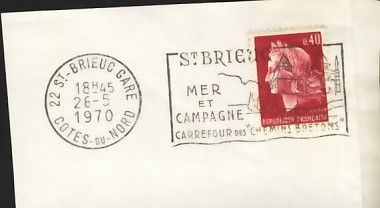 22 ST-BRIEUC GARE
18H45
26-5
1970
COTES-DU-NORD
ST BRIEUC
MER
ET
CAMPAGNE
CARREFOUR DES "CHEMINS BRETONS"
0,40
REPUBLIQUE FRANÇAISE